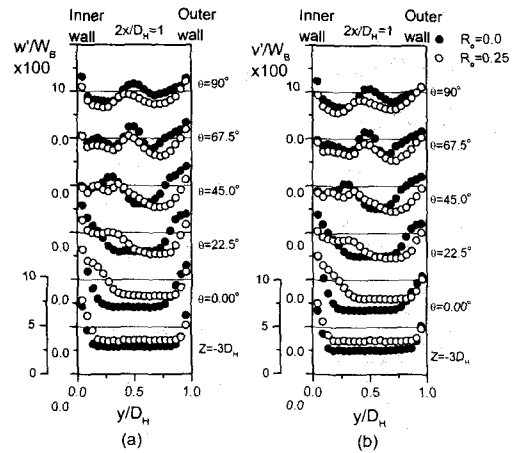 Inner wall 2x/D_H=1 Outer wall
Inner wall 2x/D_H=1 Outer wall
● R_o=0.0
○ R_o=0.25
w'/W_B x100
v'/W_B x100
10 θ=90°
10 θ=90°
0.0 θ=67.5°
0.0 θ=67.5°
0.0 θ=45.0°
0.0 θ=45.0°
0.0 θ=22.5°
0.0 θ=22.5°
10 0.0 θ=0.00°
10 0.0 θ=0.00°
5
5
0 0.0 Z=-3D_H
0 0.0 Z=-3D_H
0.0 0.5 1.0
0.0 0.5 1.0
y/D_H
y/D_H
(a)
(b)